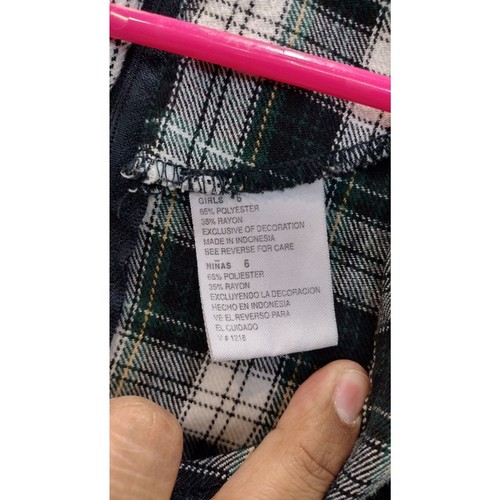 GIRLS 6
65% POLYESTER
35% RAYON
EXCLUSIVE OF DECORATION
MADE IN INDONESIA
SEE REVERSE FOR CARE
NIÑAS 6
65% POLIESTER
35% RAYON
EXCLUYENDO LA DECORACION
HECHO EN INDONESIA
VE EL REVERSO PARA
EL CUIDADO
V # 1218